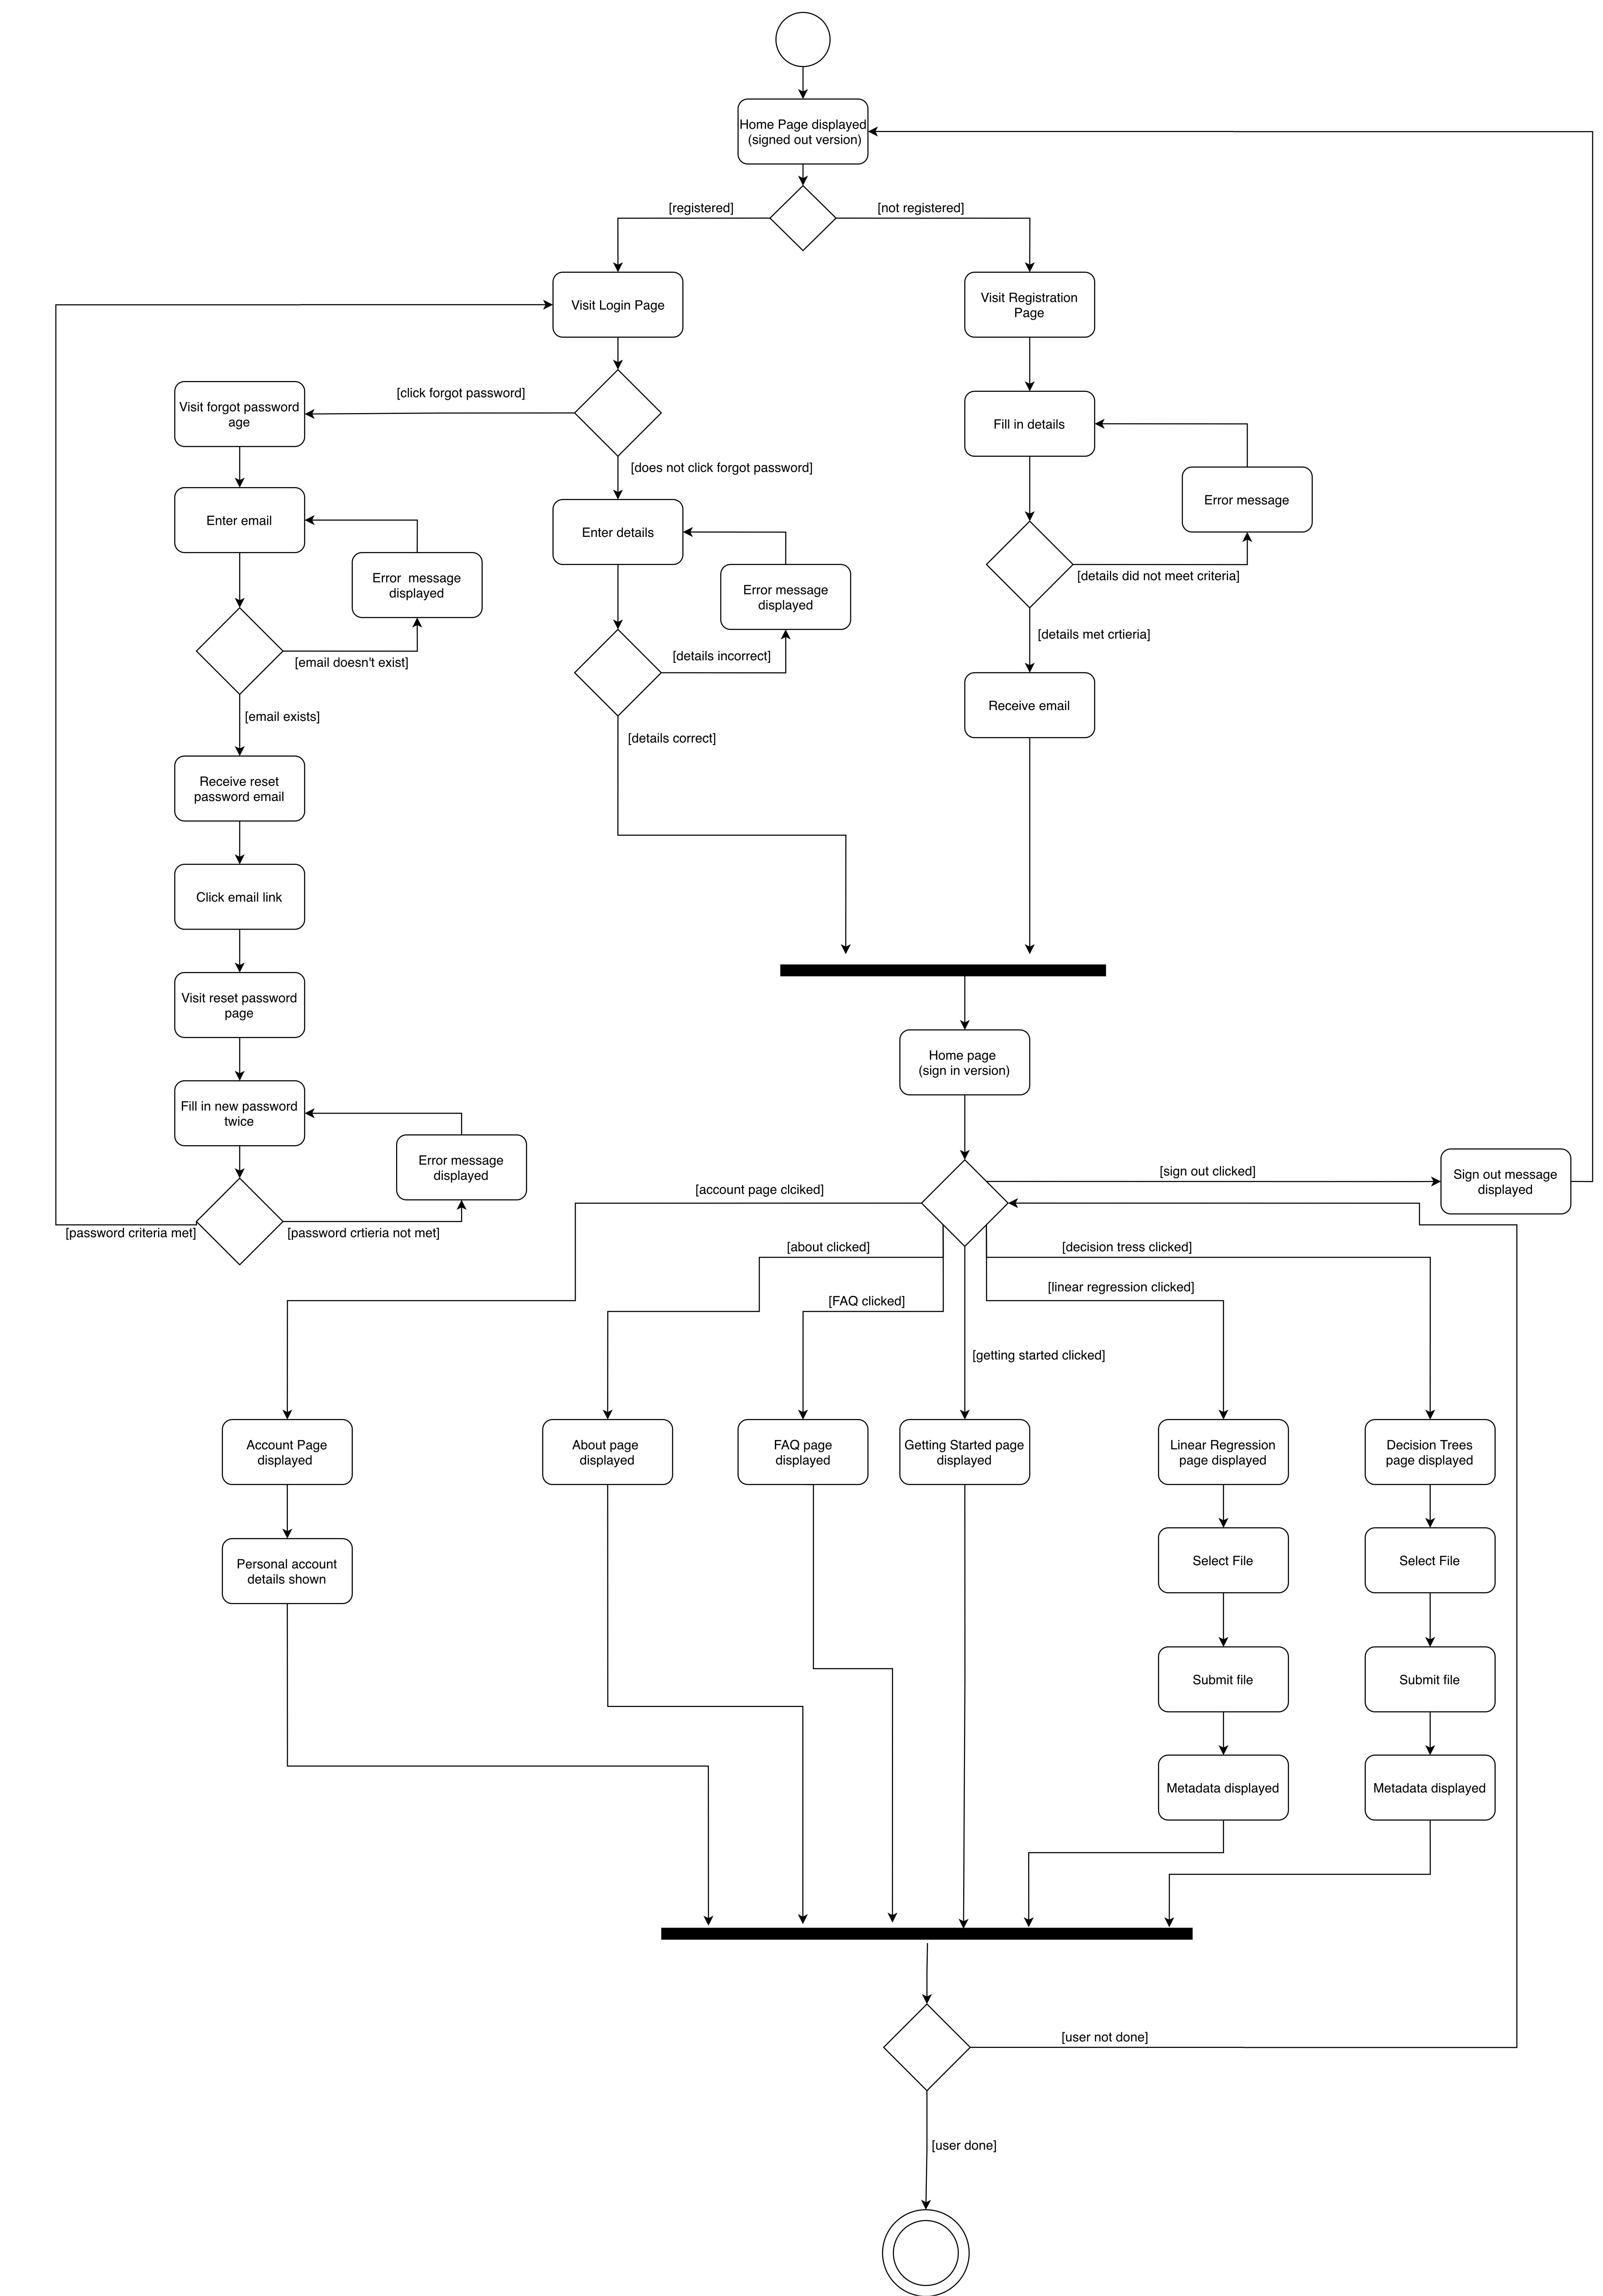 Home Page displayed
(signed out version)
[registered]
[not registered]
Visit Login Page
Visit Registration
Page
[click forgot password]
Visit forgot password
age
Fill in details
[does not click forgot password]
Error message
Enter email
Enter details
Error  message
displayed
Error message
displayed
[details did not meet criteria]
[details met crtieria]
[email doesn't exist]
[details incorrect]
[email exists]
Receive email
[details correct]
Receive reset
password email
Click email link
Visit reset password
page
Home page
(sign in version)
Fill in new password
twice
Error message
displayed
[sign out clicked]
Sign out message
displayed
[account page clciked]
[password criteria met]
[password crtieria not met]
[about clicked]
[decision tress clicked]
[linear regression clicked]
[FAQ clicked]
[getting started clicked]
Account Page
displayed
About page
displayed
FAQ page
displayed
Getting Started page
displayed
Linear Regression
page displayed
Decision Trees
page displayed
Personal account
details shown
Select File
Select File
Submit file
Submit file
Metadata displayed
Metadata displayed
[user not done]
[user done]